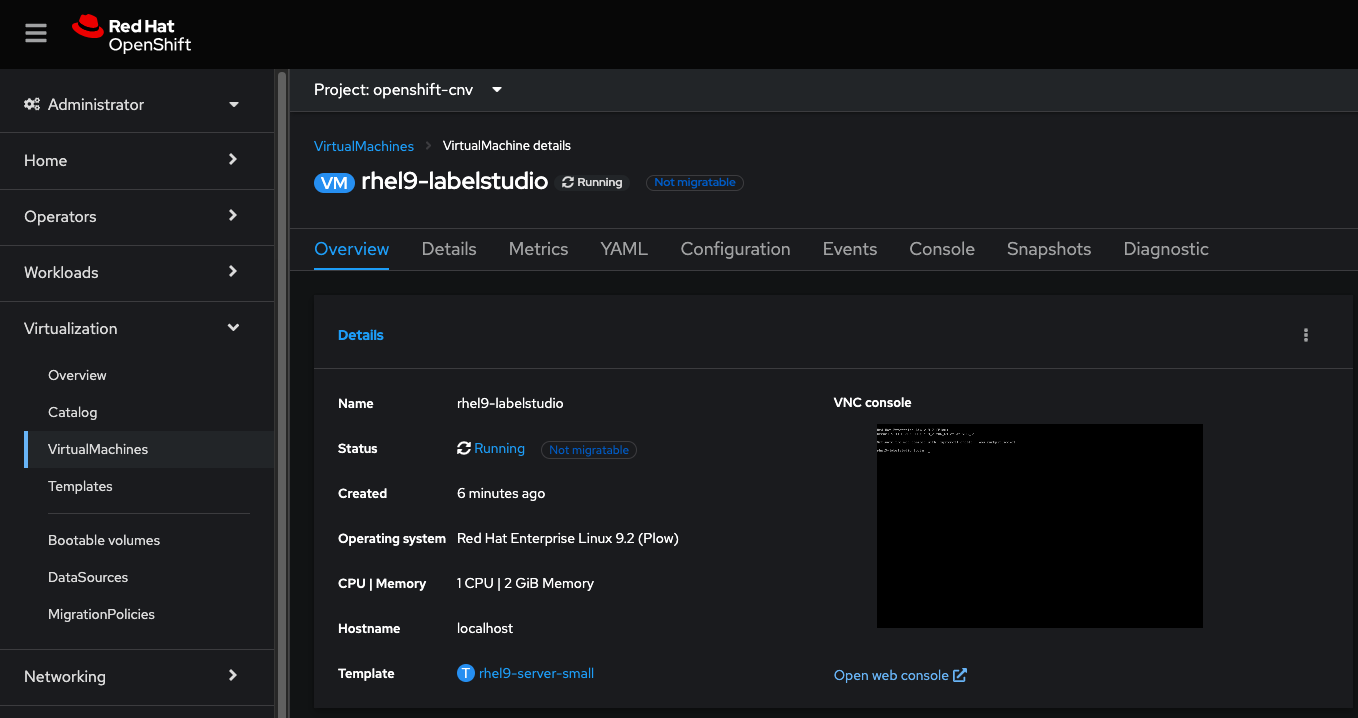 Red Hat
OpenShift
Administrator
Home
Operators
Workloads
Virtualization
Overview
Catalog
VirtualMachines
Templates
Bootable volumes
DataSources
MigrationPolicies
Networking
Project: openshift-cnv
VirtualMachines > VirtualMachine details
VM rhel9-labelstudio Running Not migratable
Overview Details Metrics YAML Configuration Events Console Snapshots Diagnostic
Details
Name rhel9-labelstudio
Status Running Not migratable
Created 6 minutes ago
Operating system Red Hat Enterprise Linux 9.2 (Plow)
CPU | Memory 1 CPU | 2 GiB Memory
Hostname localhost
Template T rhel9-server-small
VNC console
Open web console